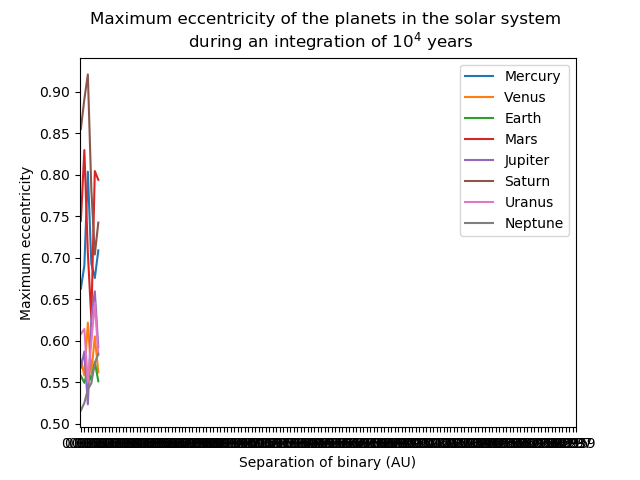 Maximum eccentricity of the planets in the solar system
during an integration of 10⁴ years
Mercury
Venus
Earth
Mars
Jupiter
Saturn
Uranus
Neptune
0.90
0.85
0.80
0.75
0.70
0.65
0.60
0.55
0.50
Maximum eccentricity
Separation of binary (AU)